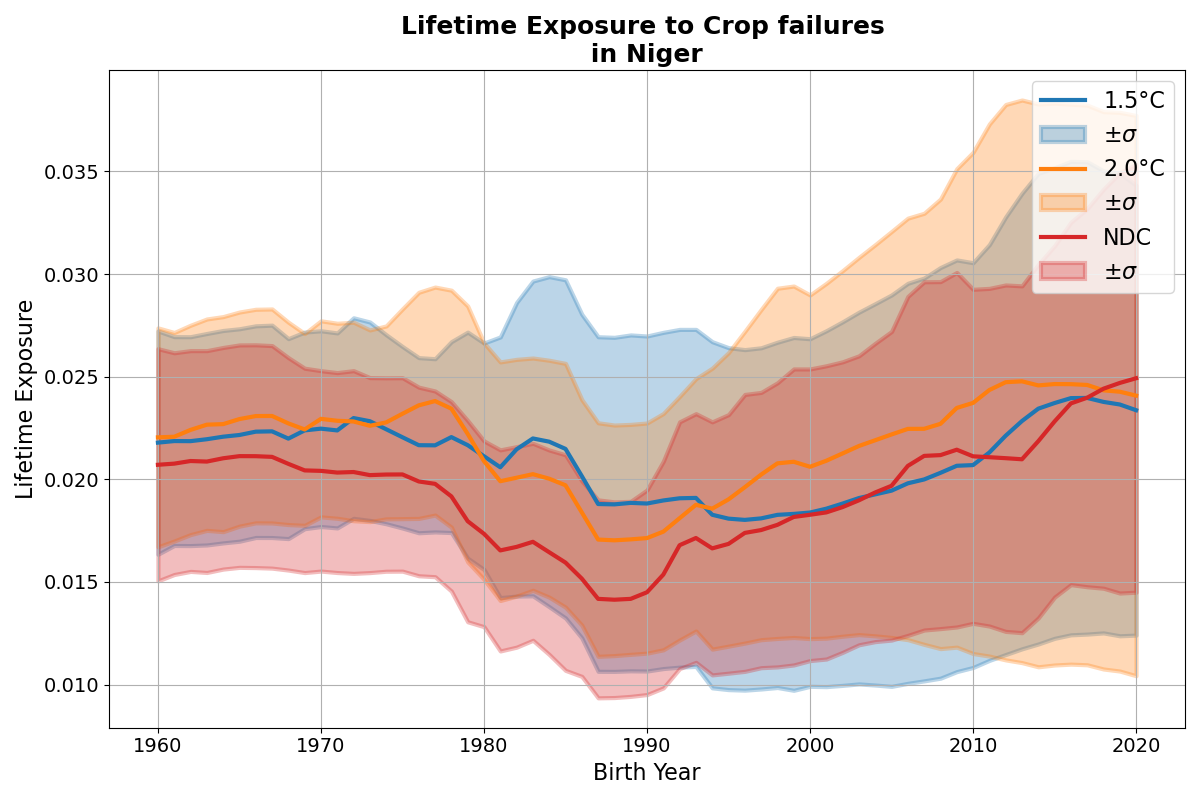 Lifetime Exposure to Crop failures
in Niger
Lifetime Exposure
0.035
0.030
0.025
0.020
0.015
0.010
1960 1970 1980 1990 2000 2010 2020
Birth Year
1.5°C
±σ
2.0°C
±σ
NDC
±σ